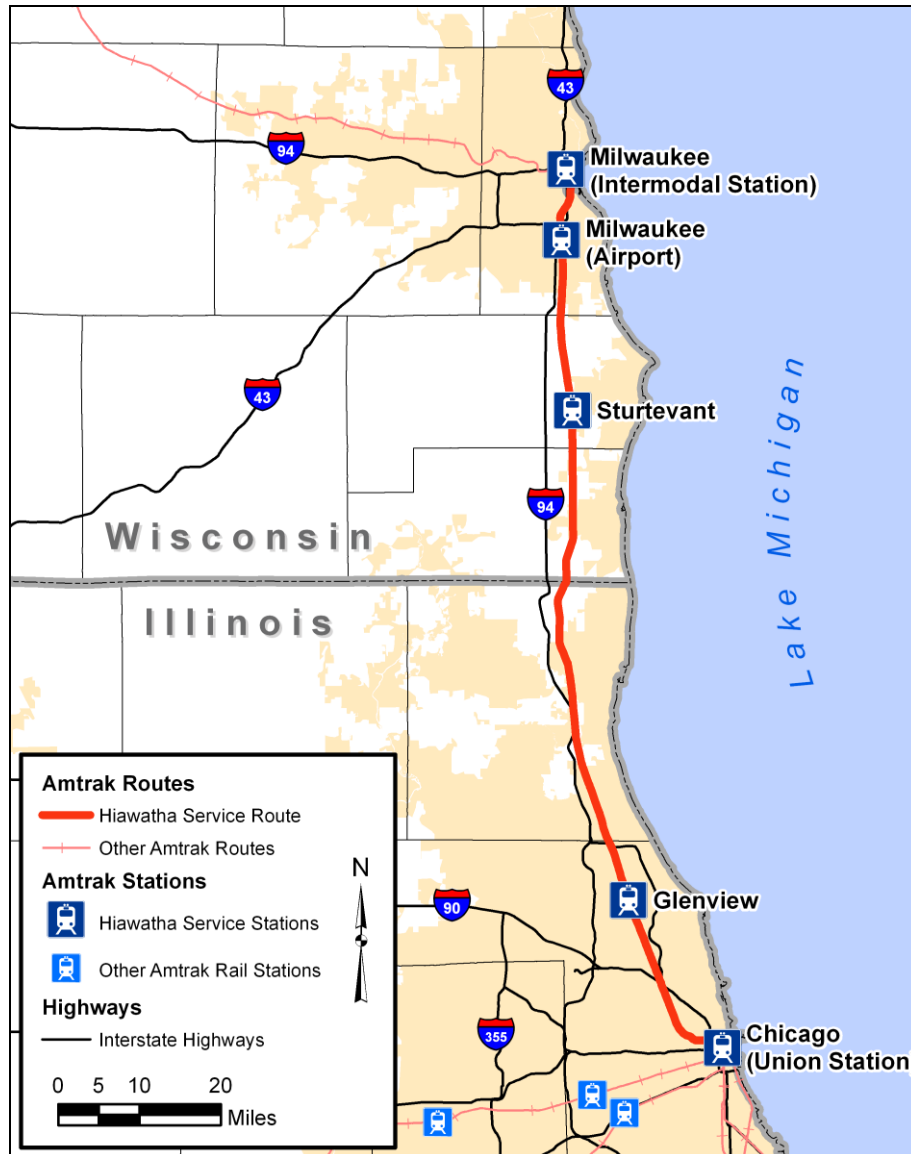 43
94
Milwaukee
(Intermodal Station)
Milwaukee
(Airport)
43
Sturtevant
94
Lake Michigan
Wisconsin
Illinois
Amtrak Routes
Hiawatha Service Route
Other Amtrak Routes
N
Amtrak Stations
Hiawatha Service Stations
Other Amtrak Rail Stations
Highways
Interstate Highways
0 5 10 20
Miles
90
Glenview
355
Chicago
(Union Station